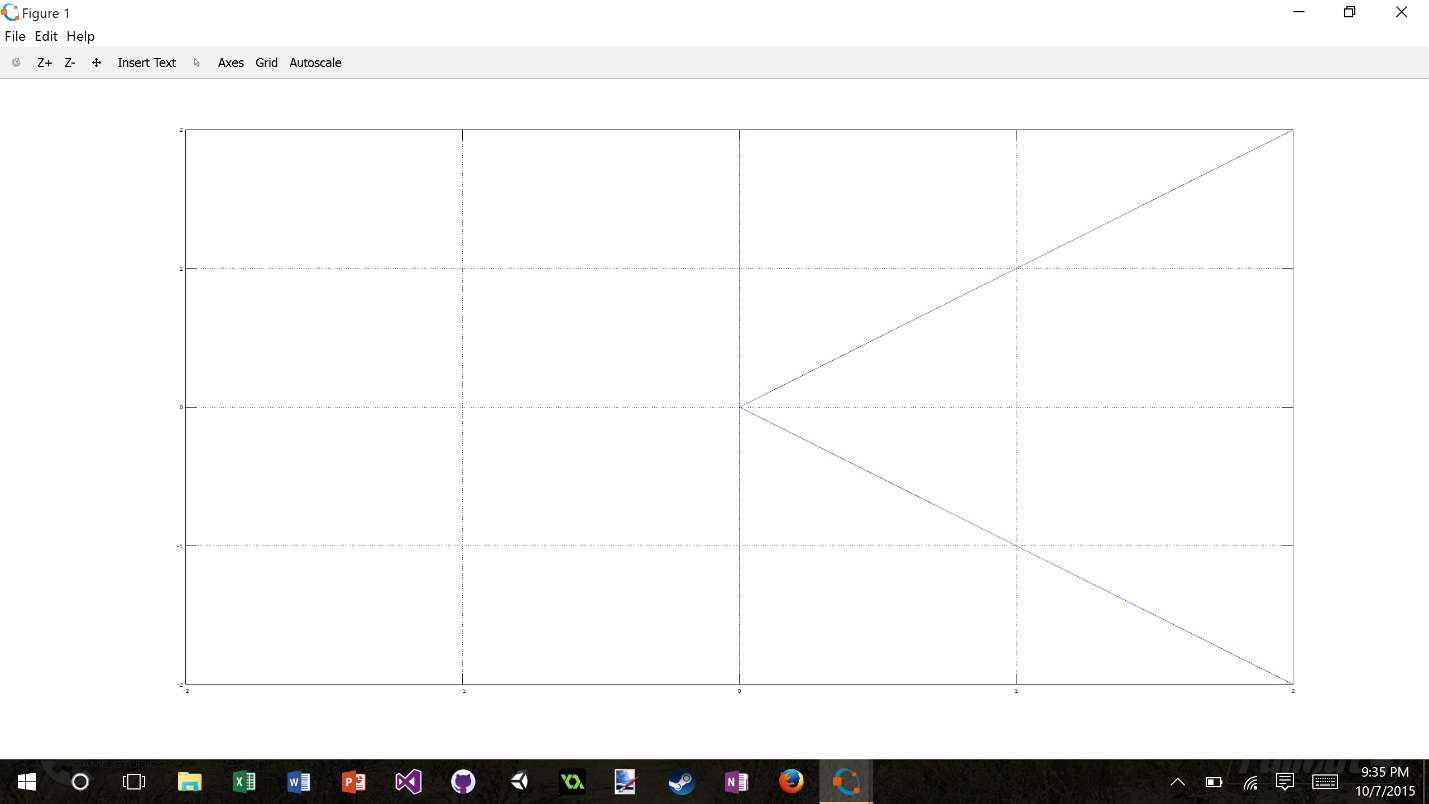 Figure 1
File Edit Help
Z+ Z- Insert Text Axes Grid Autoscale
2
1
0
-1
-2
-2 -1 0 1 2
9:35 PM
10/7/2015